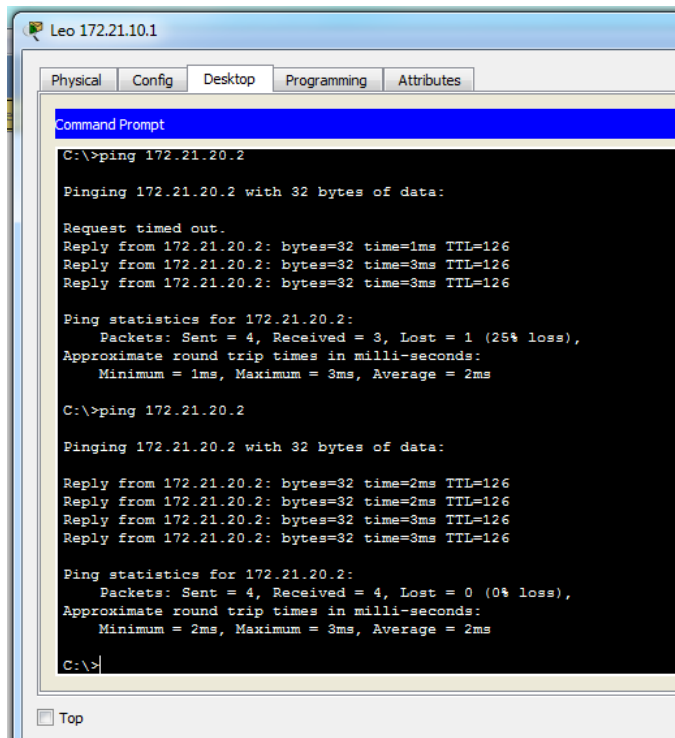 Leo 172.21.10.1
Physical Config Desktop Programming Attributes
Command Prompt
C:\>ping 172.21.20.2
Pinging 172.21.20.2 with 32 bytes of data:
Request timed out.
Reply from 172.21.20.2: bytes=32 time=1ms TTL=126
Reply from 172.21.20.2: bytes=32 time=3ms TTL=126
Reply from 172.21.20.2: bytes=32 time=3ms TTL=126
Ping statistics for 172.21.20.2:
Packets: Sent = 4, Received = 3, Lost = 1 (25% loss),
Approximate round trip times in milli-seconds:
Minimum = 1ms, Maximum = 3ms, Average = 2ms
C:\>ping 172.21.20.2
Pinging 172.21.20.2 with 32 bytes of data:
Reply from 172.21.20.2: bytes=32 time=2ms TTL=126
Reply from 172.21.20.2: bytes=32 time=2ms TTL=126
Reply from 172.21.20.2: bytes=32 time=3ms TTL=126
Reply from 172.21.20.2: bytes=32 time=3ms TTL=126
Ping statistics for 172.21.20.2:
Packets: Sent = 4, Received = 4, Lost = 0 (0% loss),
Approximate round trip times in milli-seconds:
Minimum = 2ms, Maximum = 3ms, Average = 2ms
C:\>
Top